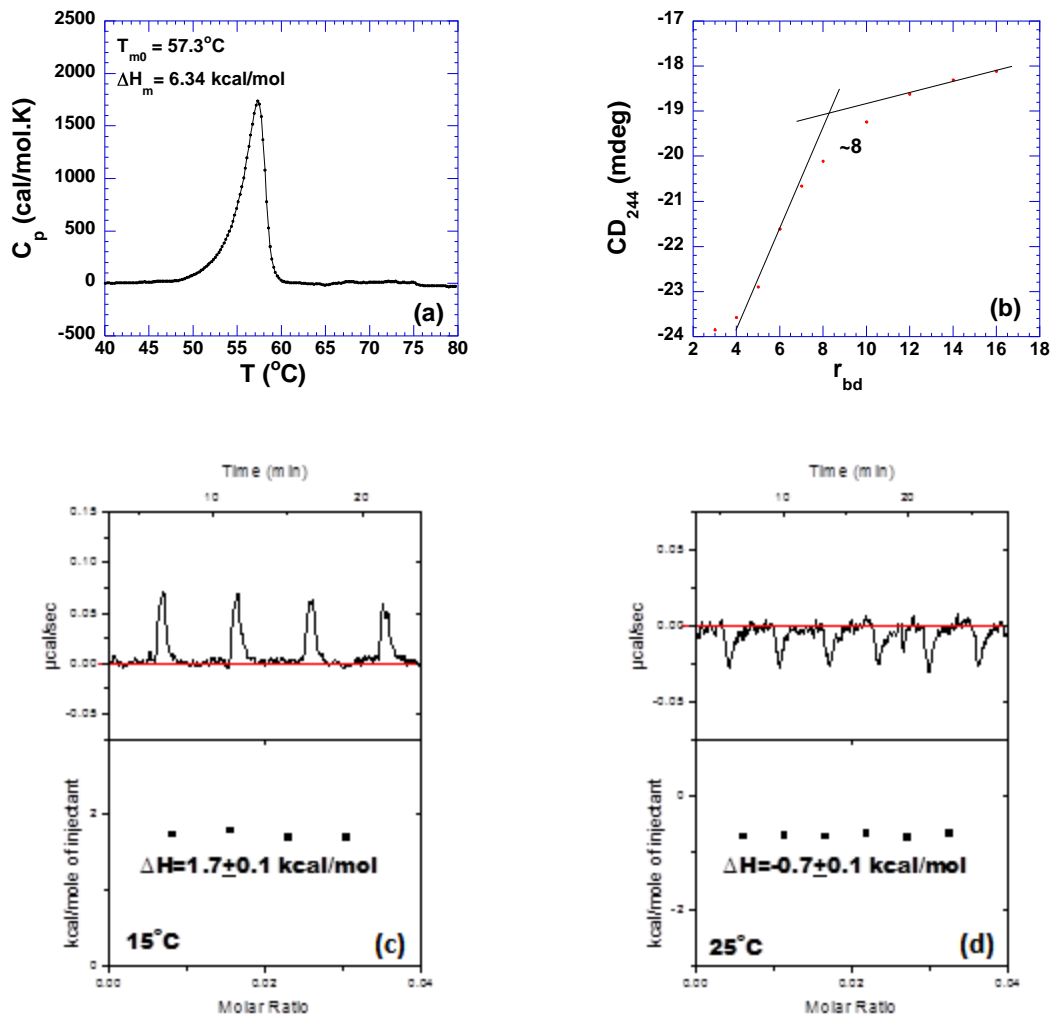 2500
2000
1500
1000
500
0
-500
C_p (cal/mol.K)
T_m0 = 57.3°C
ΔH_m = 6.34 kcal/mol
(a)
40 45 50 55 60 65 70 75 80
T (°C)
-17
-18
-19
-20
-21
-22
-23
-24
CD_244 (mdeg)
~8
(b)
2 4 6 8 10 12 14 16 18
r_bd
Time (min)
10 20
0.15
0.10
0.05
0.00
-0.05
µcal/sec
2
0
kcal/mole of injectant
ΔH=1.7±0.1 kcal/mol
15°C
(c)
0.00 0.02 0.04
Molar Ratio
Time (min)
0 10 20
0.05
0.00
-0.05
µcal/sec
0
-2
kcal/mole of injectant
ΔH=-0.7±0.1 kcal/mol
25°C
(d)
0.00 0.02 0.04
Molar Ratio